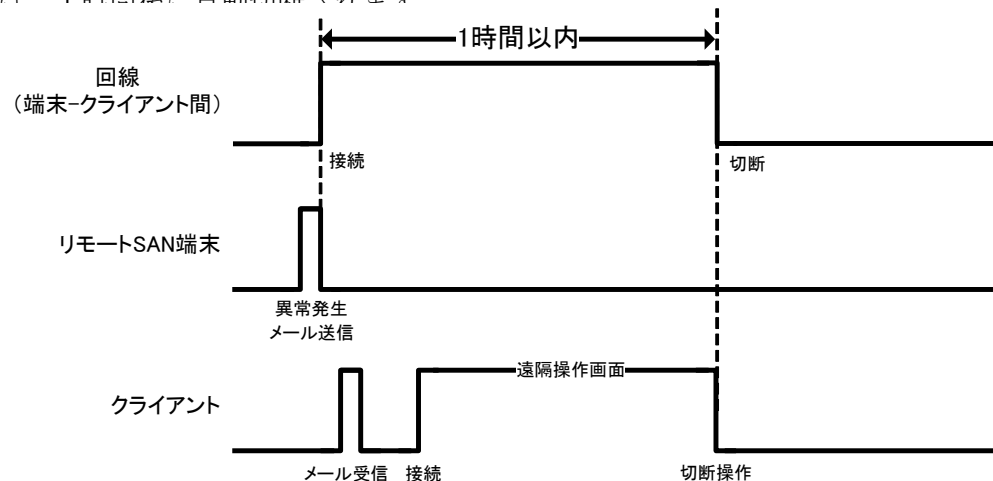 1時間以内
回線
(端末-クライアント間)
接続
切断
リモートSAN端末
異常発生
メール送信
遠隔操作画面
クライアント
メール受信 接続
切断操作